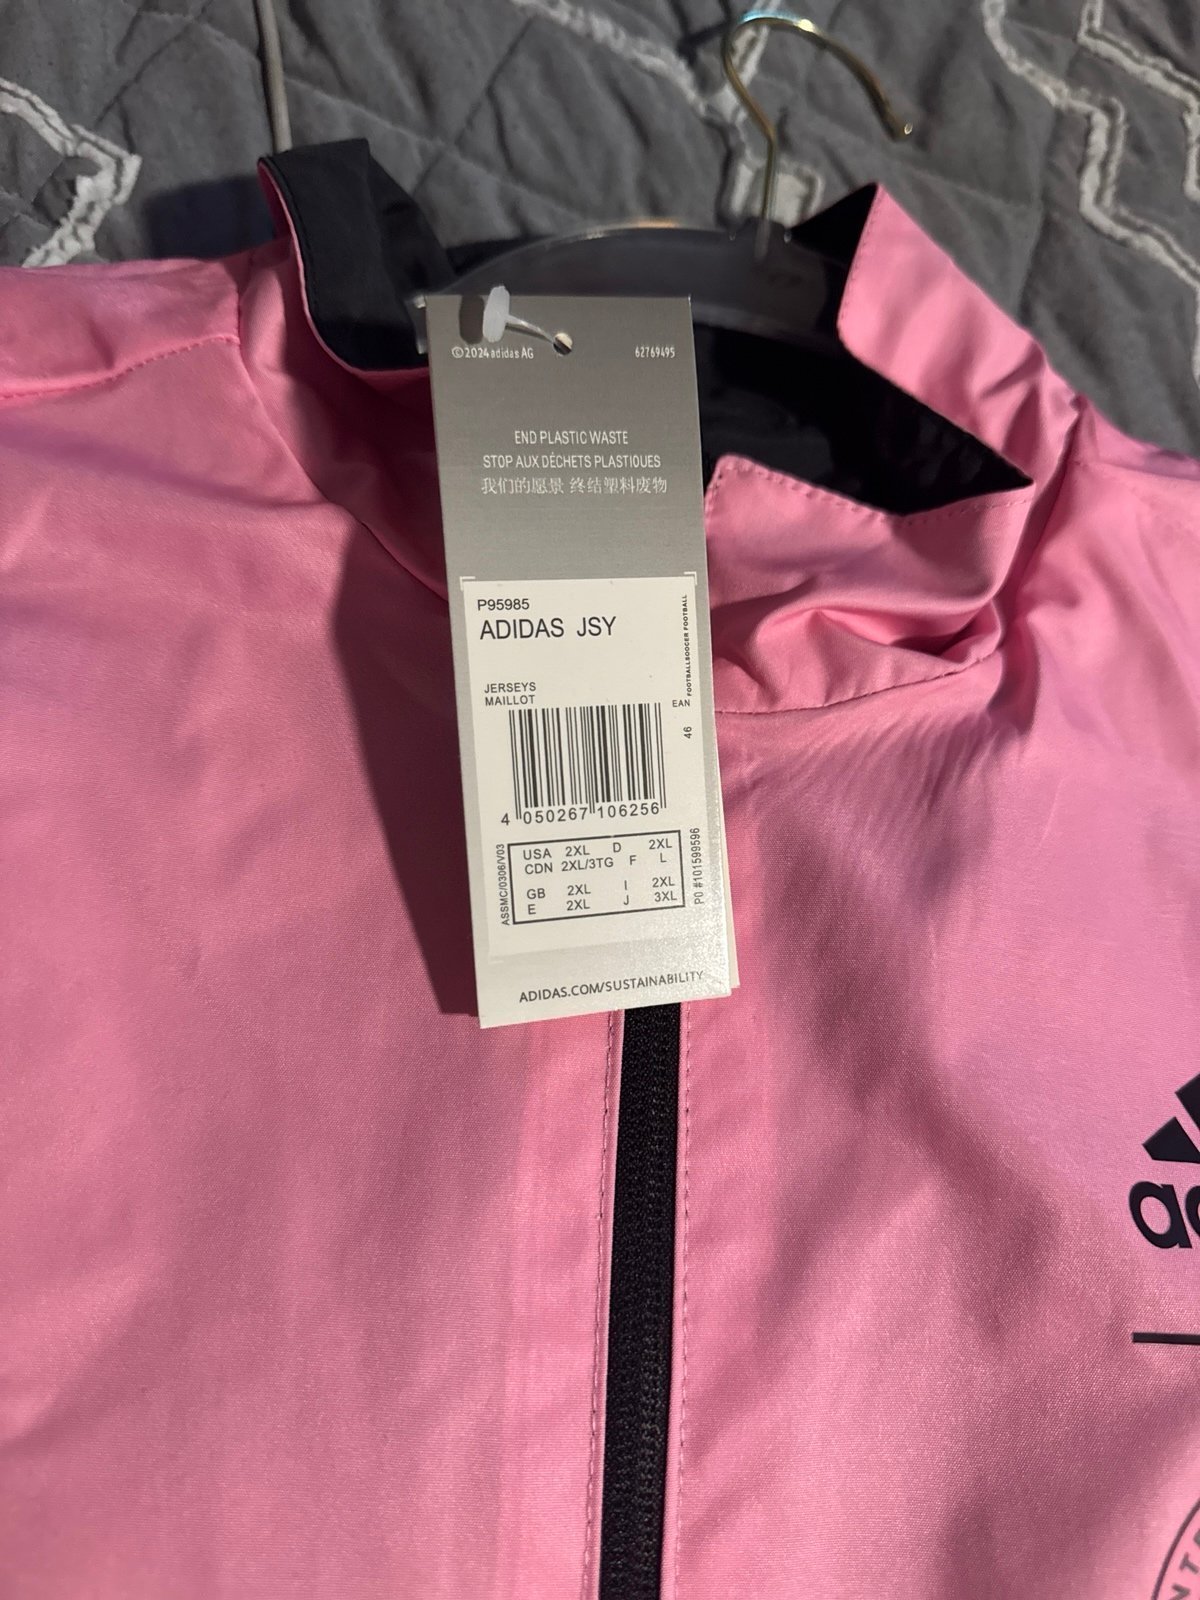 ©2024 adidas AG 62769495
END PLASTIC WASTE
STOP AUX DÉCHETS PLASTIQUES
我们的愿景 终结塑料废物
P95985
ADIDAS JSY
FOOTBALL/SOCCER FOOTBALL
JERSEYS
MAILLOT
EAN
46
4 050267 106256
ASSMC/0306/V03
USA 2XL D 2XL
CDN 2XL/3TG F L
GB 2XL I 2XL
E 2XL J 3XL
PO #101599596
ADIDAS.COM/SUSTAINABILITY